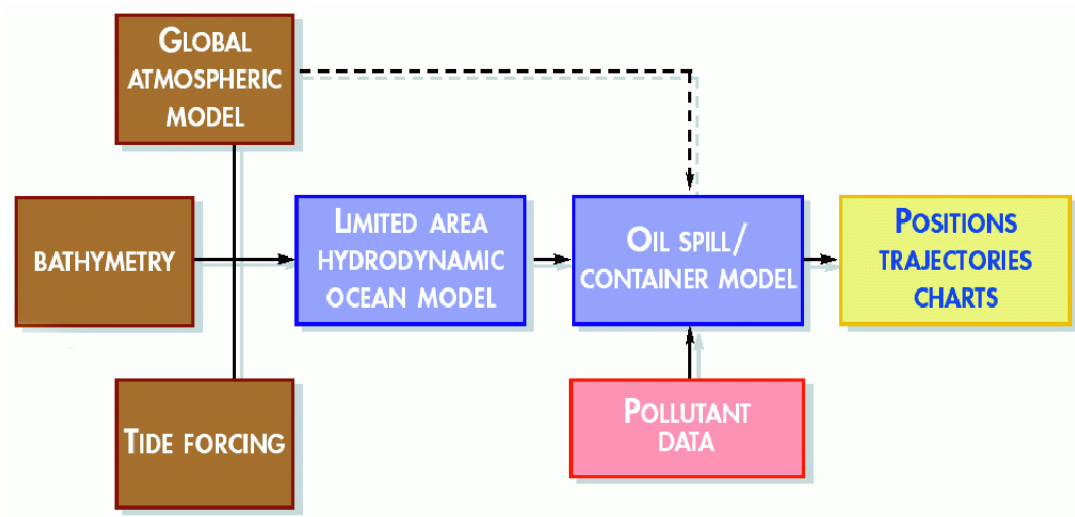 GLOBAL
ATMOSPHERIC
MODEL
BATHYMETRY
LIMITED AREA
HYDRODYNAMIC
OCEAN MODEL
OIL SPILL/
CONTAINER MODEL
POSITIONS
TRAJECTORIES
CHARTS
TIDE FORCING
POLLUTANT
DATA